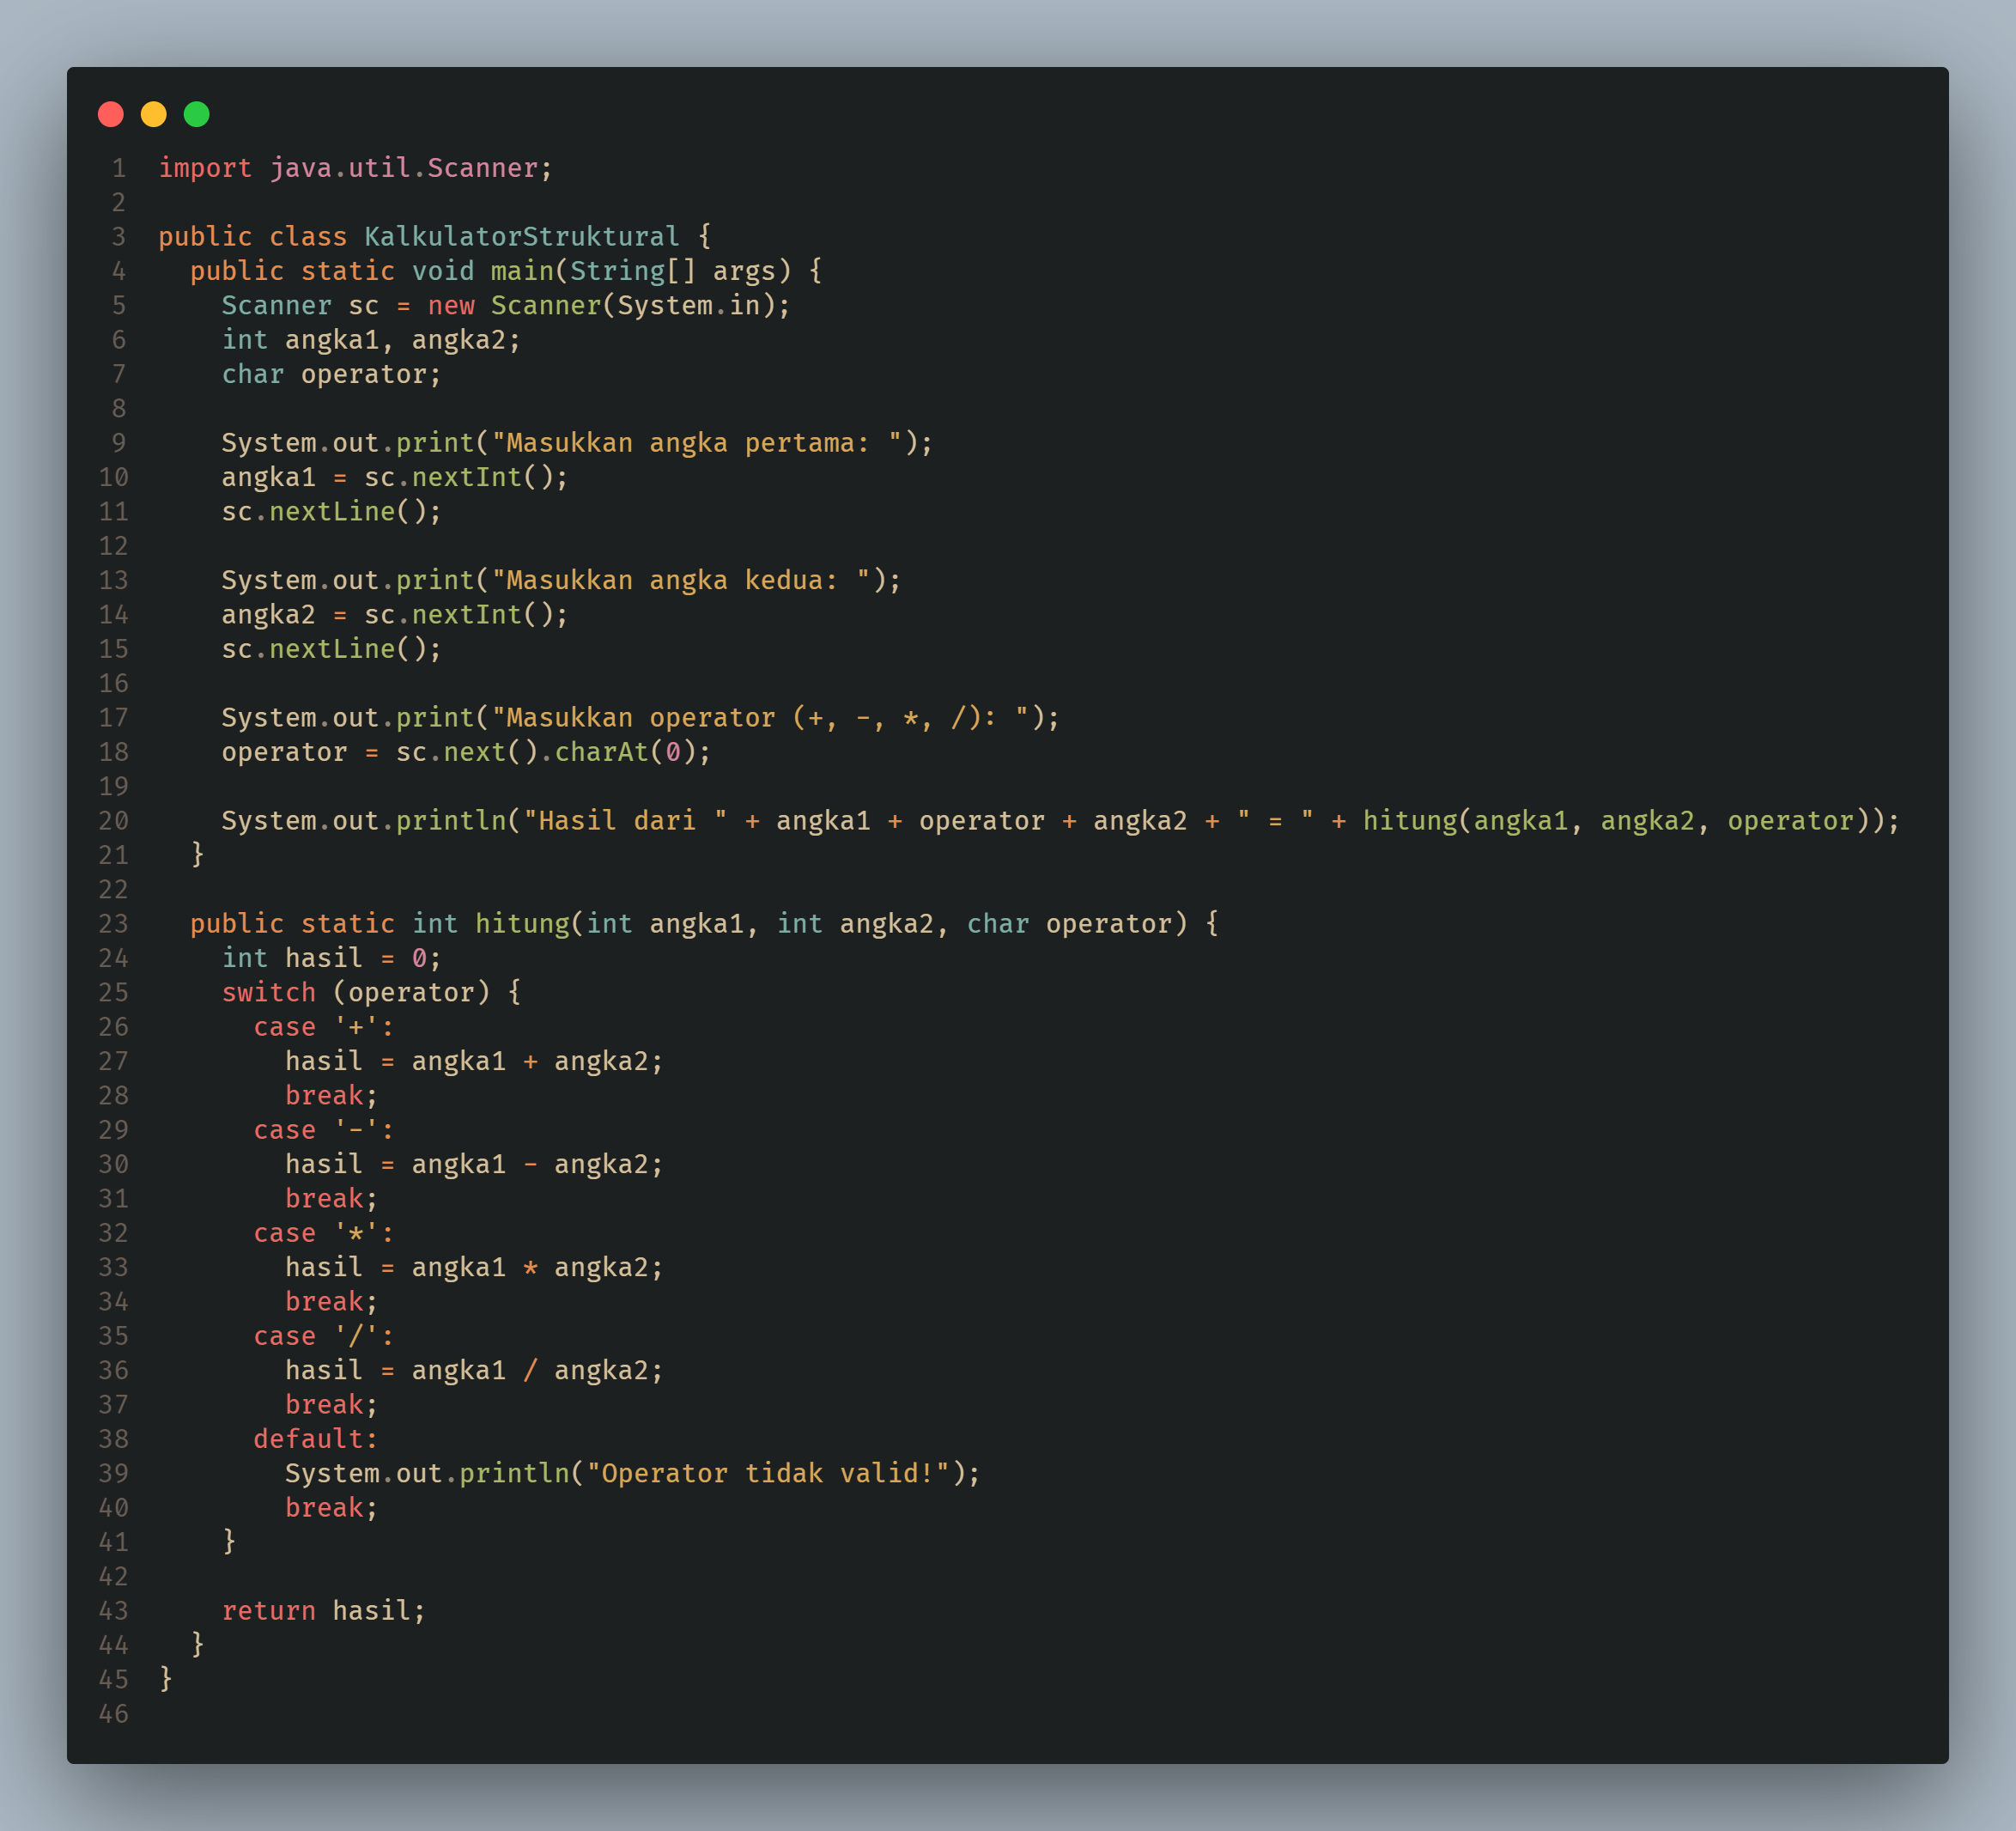 1 import java.util.Scanner;
2
3 public class KalkulatorStruktural {
4   public static void main(String[] args) {
5     Scanner sc = new Scanner(System.in);
6     int angka1, angka2;
7     char operator;
8
9     System.out.print("Masukkan angka pertama: ");
10     angka1 = sc.nextInt();
11     sc.nextLine();
12
13     System.out.print("Masukkan angka kedua: ");
14     angka2 = sc.nextInt();
15     sc.nextLine();
16
17     System.out.print("Masukkan operator (+, -, *, /): ");
18     operator = sc.next().charAt(0);
19
20     System.out.println("Hasil dari " + angka1 + operator + angka2 + " = " + hitung(angka1, angka2, operator));
21   }
22
23   public static int hitung(int angka1, int angka2, char operator) {
24     int hasil = 0;
25     switch (operator) {
26       case '+':
27         hasil = angka1 + angka2;
28         break;
29       case '-':
30         hasil = angka1 - angka2;
31         break;
32       case '*':
33         hasil = angka1 * angka2;
34         break;
35       case '/':
36         hasil = angka1 / angka2;
37         break;
38       default:
39         System.out.println("Operator tidak valid!");
40         break;
41     }
42
43     return hasil;
44   }
45 }
46